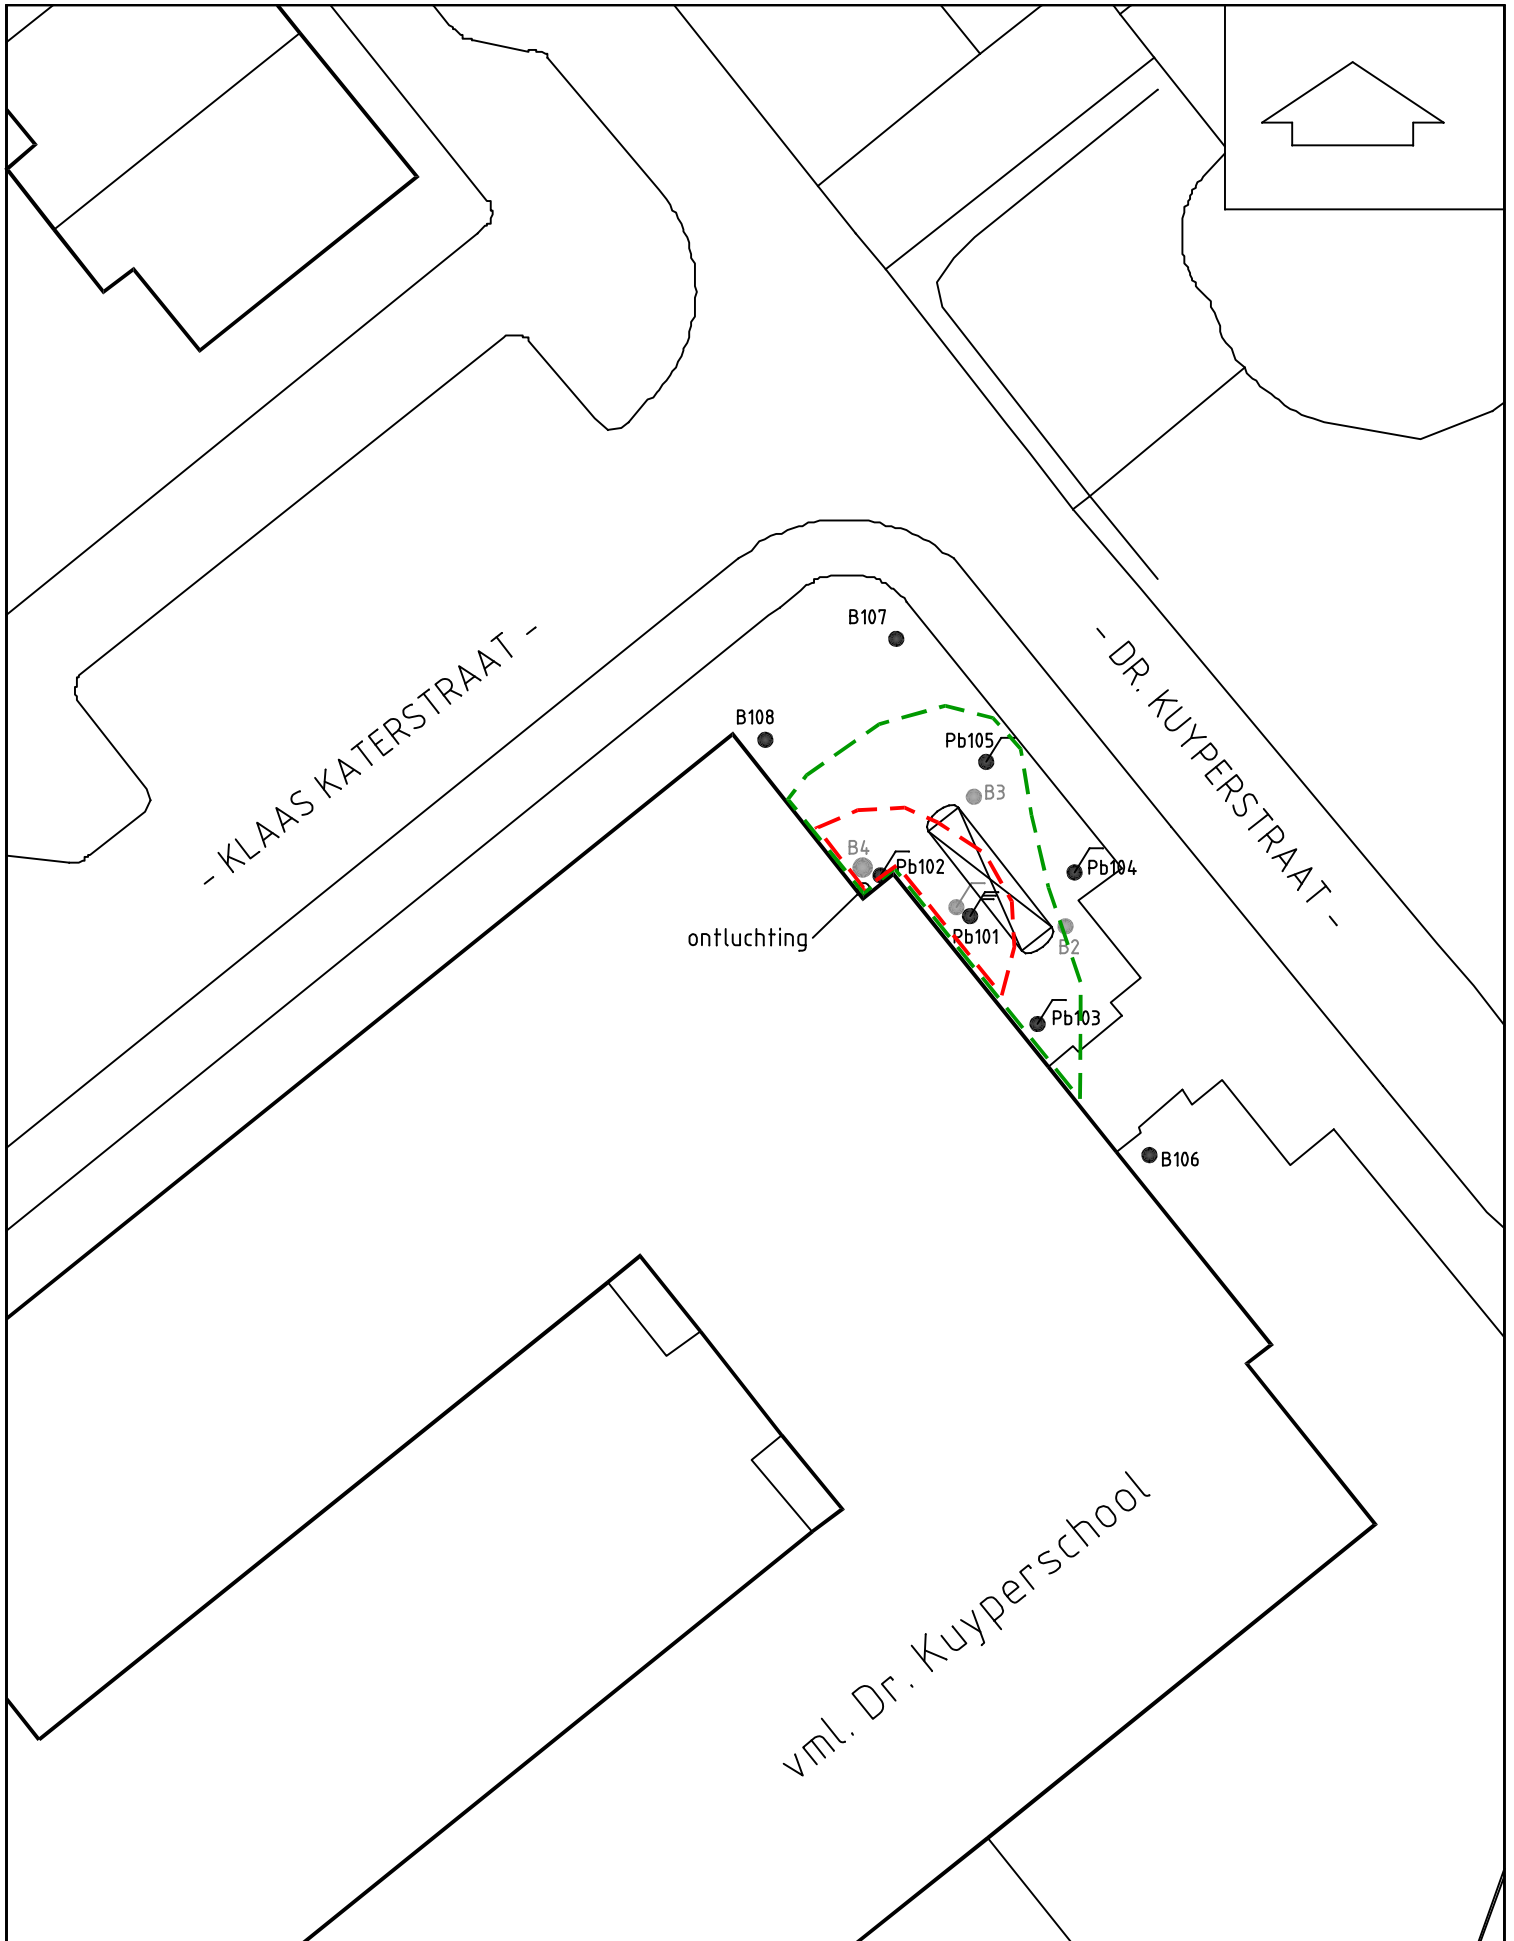 B107
- KLAAS KATERSTRAAT -
- DR. KUYPERSTRAAT -
B108
Pb105
B3
B4
Pb102
Pb104
ontluchting
Pb101
B2
Pb103
B106
vml. Dr. Kuyperschool